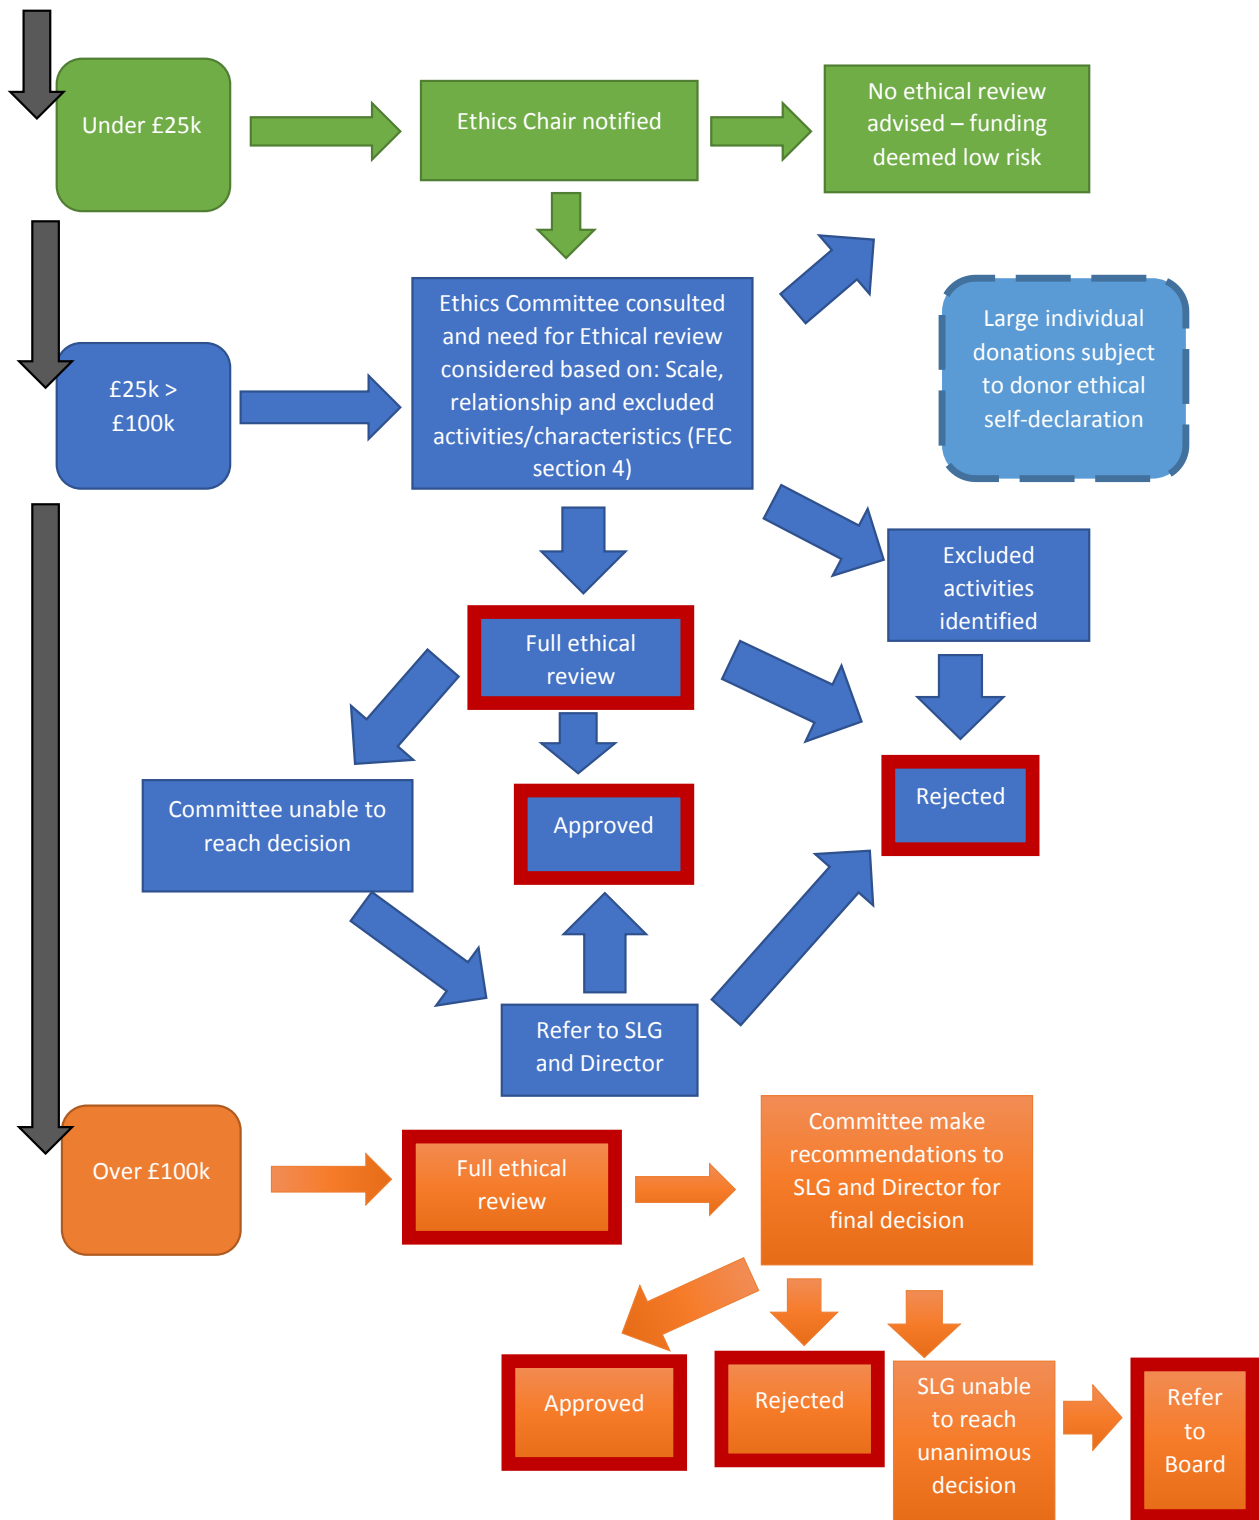 Under £25k
Ethics Chair notified
No ethical review
advised – funding
deemed low risk
£25k >
£100k
Ethics Committee consulted
and need for Ethical review
considered based on: Scale,
relationship and excluded
activities/characteristics (FEC
section 4)
Large individual
donations subject
to donor ethical
self-declaration
Excluded
activities
identified
Full ethical
review
Committee unable to
reach decision
Approved
Rejected
Refer to SLG
and Director
Over £100k
Full ethical
review
Committee make
recommendations to
SLG and Director for
final decision
Approved
Rejected
SLG unable
to reach
unanimous
decision
Refer
to
Board